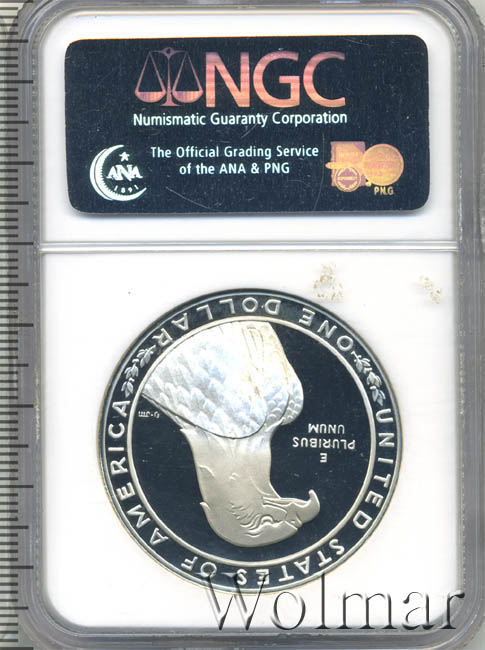 NGC
Numismatic Guaranty Corporation
The Official Grading Service
of the ANA & PNG
ANA
1891
P.N.G.
UNITED STATES OF AMERICA
ONE DOLLAR
E
PLURIBUS
UNUM
Wolmar